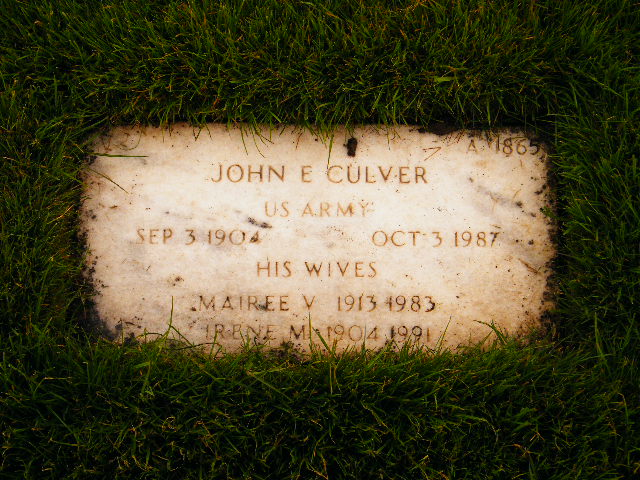 A 1865
JOHN E CULVER
US ARMY
SEP 3 1904 OCT 3 1987
HIS WIVES
MAIREE V 1913 1983
IRENE M 1904 1991